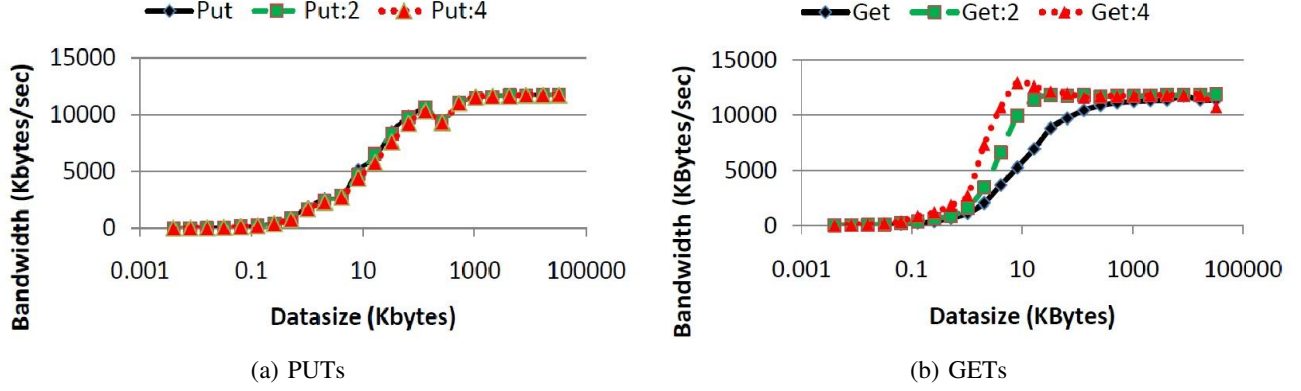 Put Put:2 Put:4
Bandwidth (Kbytes/sec)
15000
10000
5000
0
0.001 0.1 10 1000 100000
Datasize (Kbytes)
(a) PUTs
Get Get:2 Get:4
Bandwidth (KBytes/sec)
15000
10000
5000
0
0.001 0.1 10 1000 100000
Datasize (KBytes)
(b) GETs